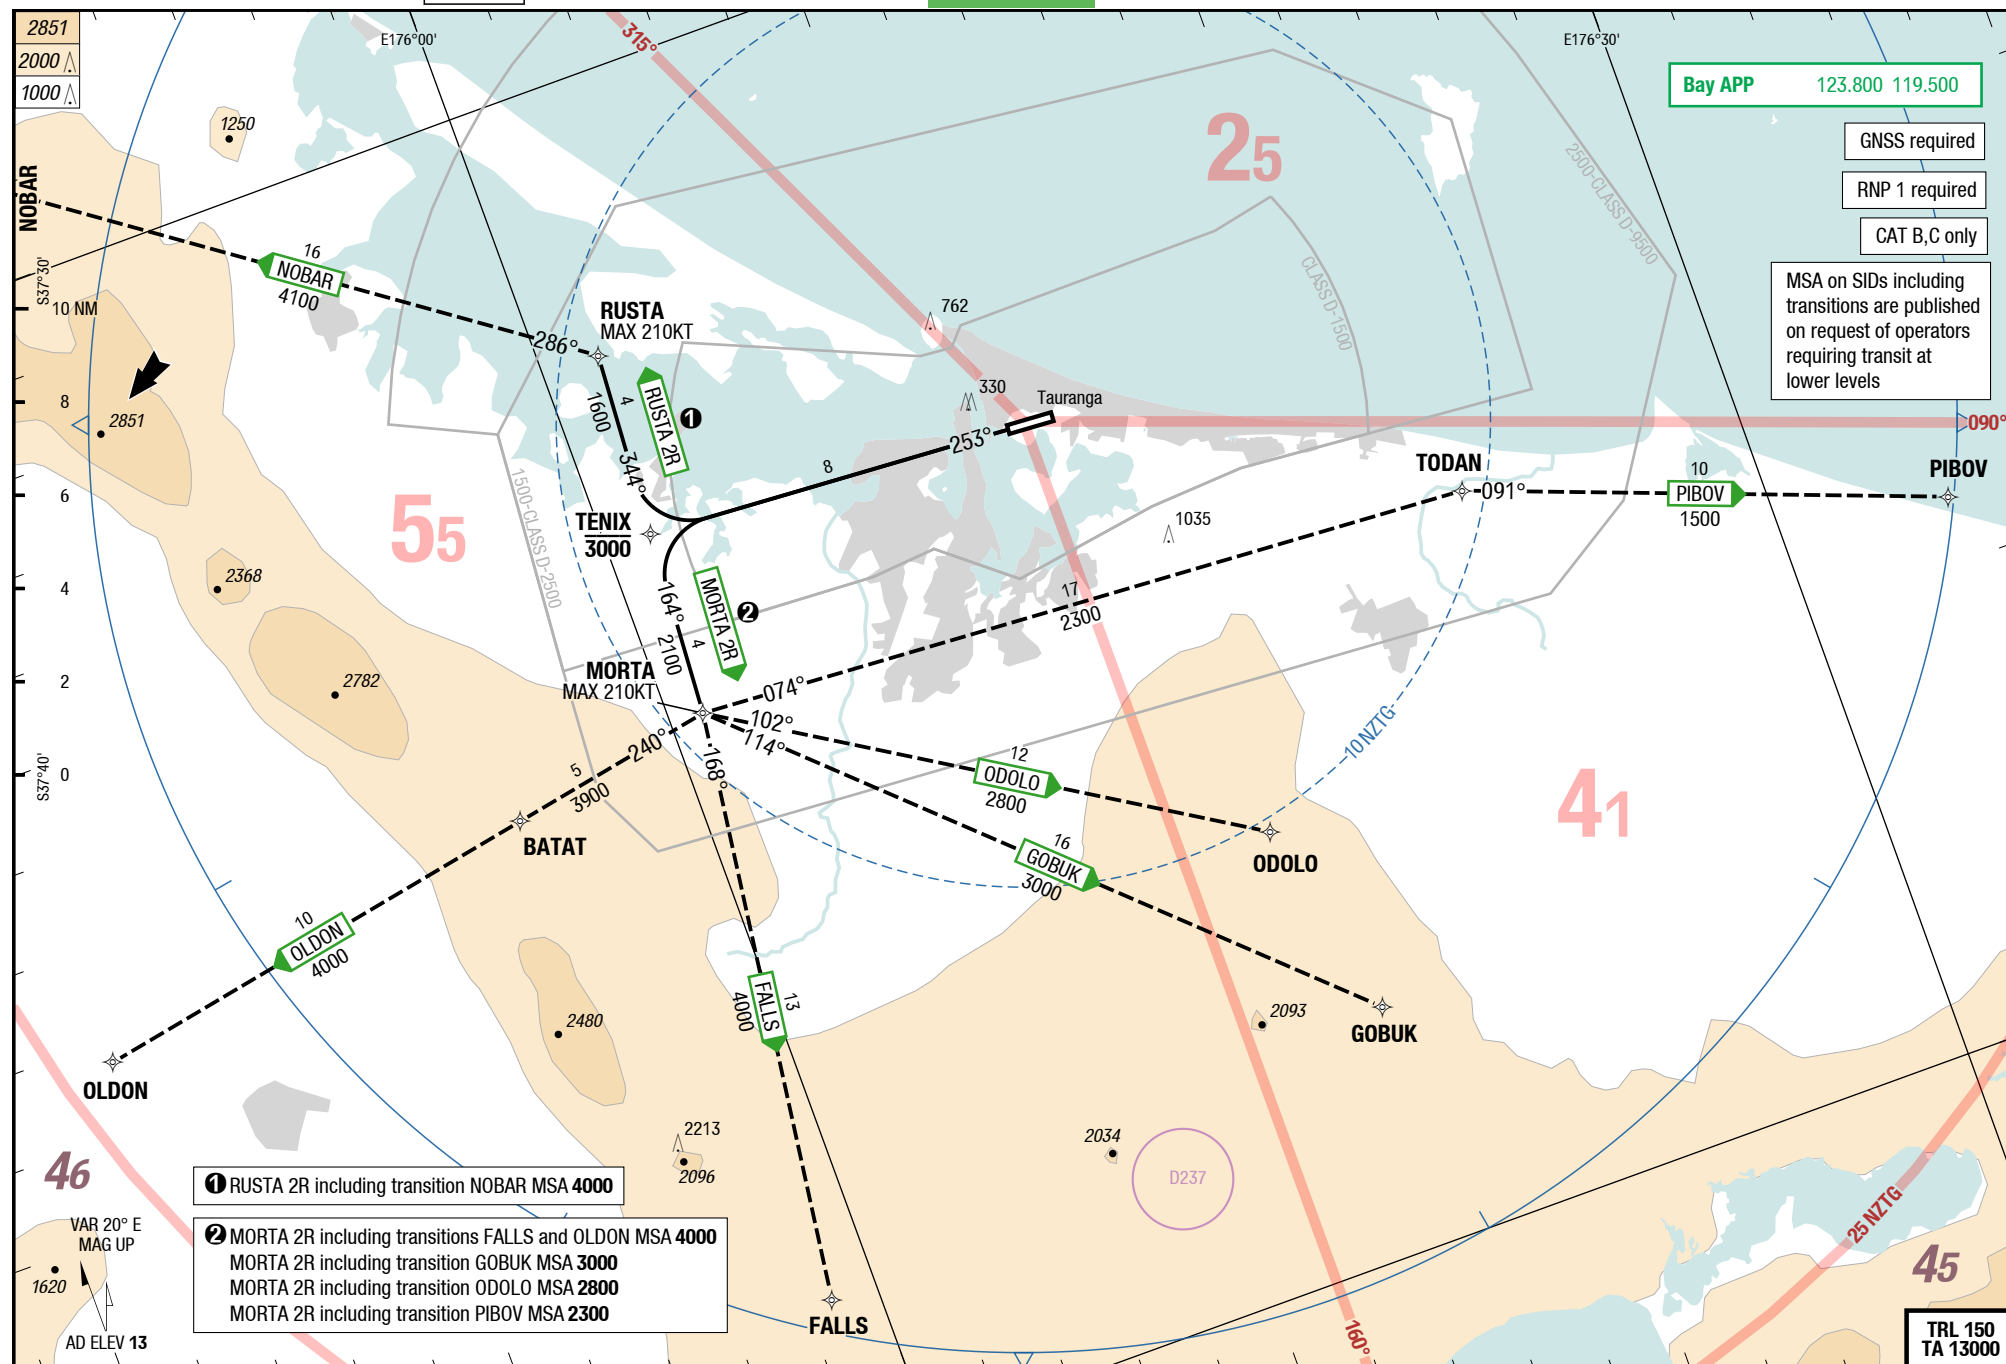 2851
2000
1000
E176°00'
315°
E176°30'
Bay APP 123.800 119.500
GNSS required
RNP 1 required
CAT B,C only
MSA on SIDs including
transitions are published
on request of operators
requiring transit at
lower levels
1250
25
2500-CLASS D-9500
NOBAR
16
NOBAR
4100
S37°30'
10 NM
8
6
4
2
0
S37°40'
CLASS D-1500
762
RUSTA
MAX 210KT
286°
2851
1600
4
RUSTA 2R
❶
344°
330
Tauranga
253°
8
090°
TODAN
091°
10
PIBOV
1500
PIBOV
55
1500-CLASS D-2500
TENIX
3000
1035
2368
164°
2100
4
MORTA 2R
❷
17
2300
2782
MORTA
MAX 210KT
074°
102°
114°
168°
240°
10 NZTG
5
3900
BATAT
12
ODOLO
2800
ODOLO
41
16
GOBUK
3000
GOBUK
10
OLDON
4000
OLDON
13
FALLS
4000
2480
2093
2213
2096
2034
D237
46
❶ RUSTA 2R including transition NOBAR MSA 4000
❷ MORTA 2R including transitions FALLS and OLDON MSA 4000
MORTA 2R including transition GOBUK MSA 3000
MORTA 2R including transition ODOLO MSA 2800
MORTA 2R including transition PIBOV MSA 2300
VAR 20° E
MAG UP
1620
AD ELEV 13
FALLS
160°
25 NZTG
45
TRL 150
TA 13000